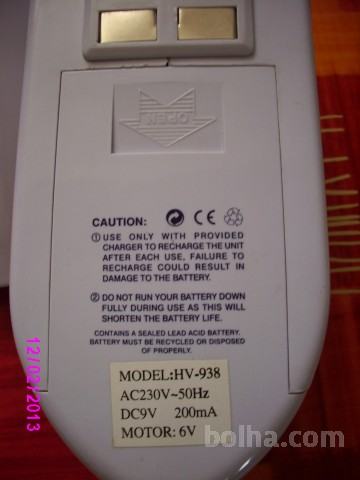 OPEN
CAUTION:
① USE ONLY WITH PROVIDED
CHARGER TO RECHARGE THE UNIT
AFTER EACH USE, FAILURE TO
RECHARGE COULD RESULT IN
DAMAGE TO THE BATTERY.
② DO NOT RUN YOUR BATTERY DOWN
FULLY DURING USE AS THIS WILL
SHORTEN THE BATTERY LIFE.
CONTAINS A SEALED LEAD ACID BATTERY.
BATTERY MUST BE RECYCLED OR DISPOSED
OF PROPERLY.
MODEL:HV-938
AC230V~50Hz
DC9V 200mA
MOTOR: 6V
12/02/2013
bolha.com